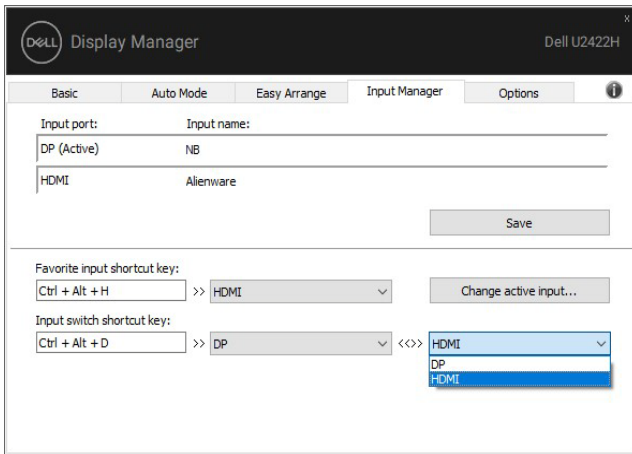 x
DELL Display Manager Dell U2422H
Basic Auto Mode Easy Arrange Input Manager Options i
Input port: Input name:
DP (Active) NB
HDMI Alienware
Save
Favorite input shortcut key:
Ctrl + Alt + H >> HDMI Change active input...
Input switch shortcut key:
Ctrl + Alt + D >> DP <<>> HDMI
DP
HDMI